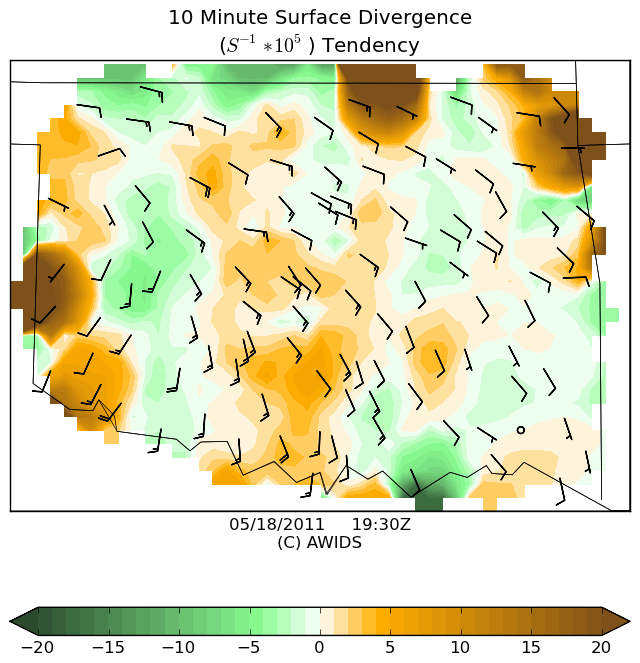 10 Minute Surface Divergence
(S⁻¹ * 10⁵ ) Tendency
05/18/2011 19:30Z
(C) AWIDS
−20 −15 −10 −5 0 5 10 15 20